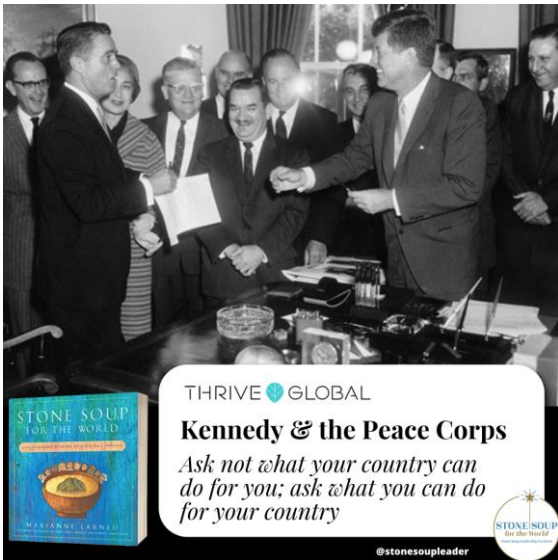 THRIVE GLOBAL
Kennedy & the Peace Corps
Ask not what your country can
do for you; ask what you can do
for your country
STONE SOUP
FOR THE WORLD
MARIANNE LARNED
STONE SOUP
for the World
@stonesoupleader